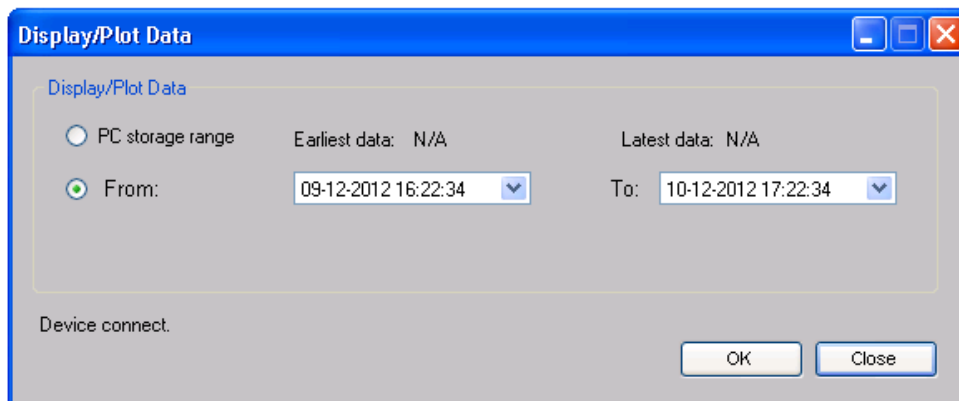 Display/Plot Data
Display/Plot Data
PC storage range Earliest data: N/A Latest data: N/A
From: 09-12-2012 16:22:34 To: 10-12-2012 17:22:34
Device connect.
OK Close